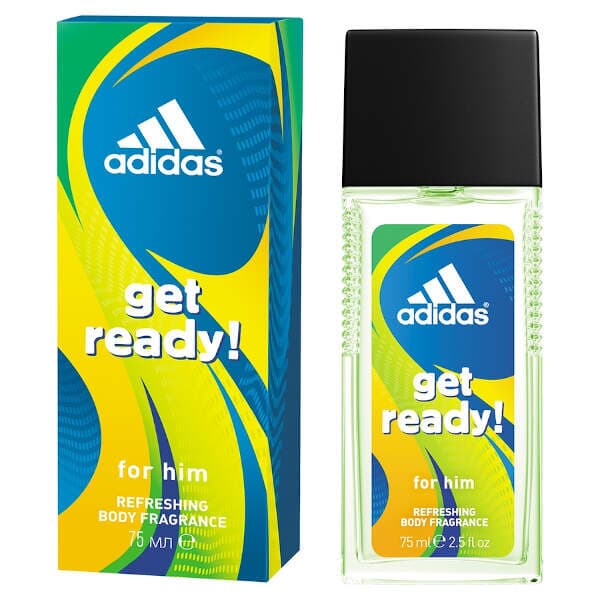 adidas®
get
ready!
for him
REFRESHING
BODY FRAGRANCE
75 МЛ ℮
adidas®
get
ready!
for him
REFRESHING
BODY FRAGRANCE
75 ml ℮ 2.5 fl oz